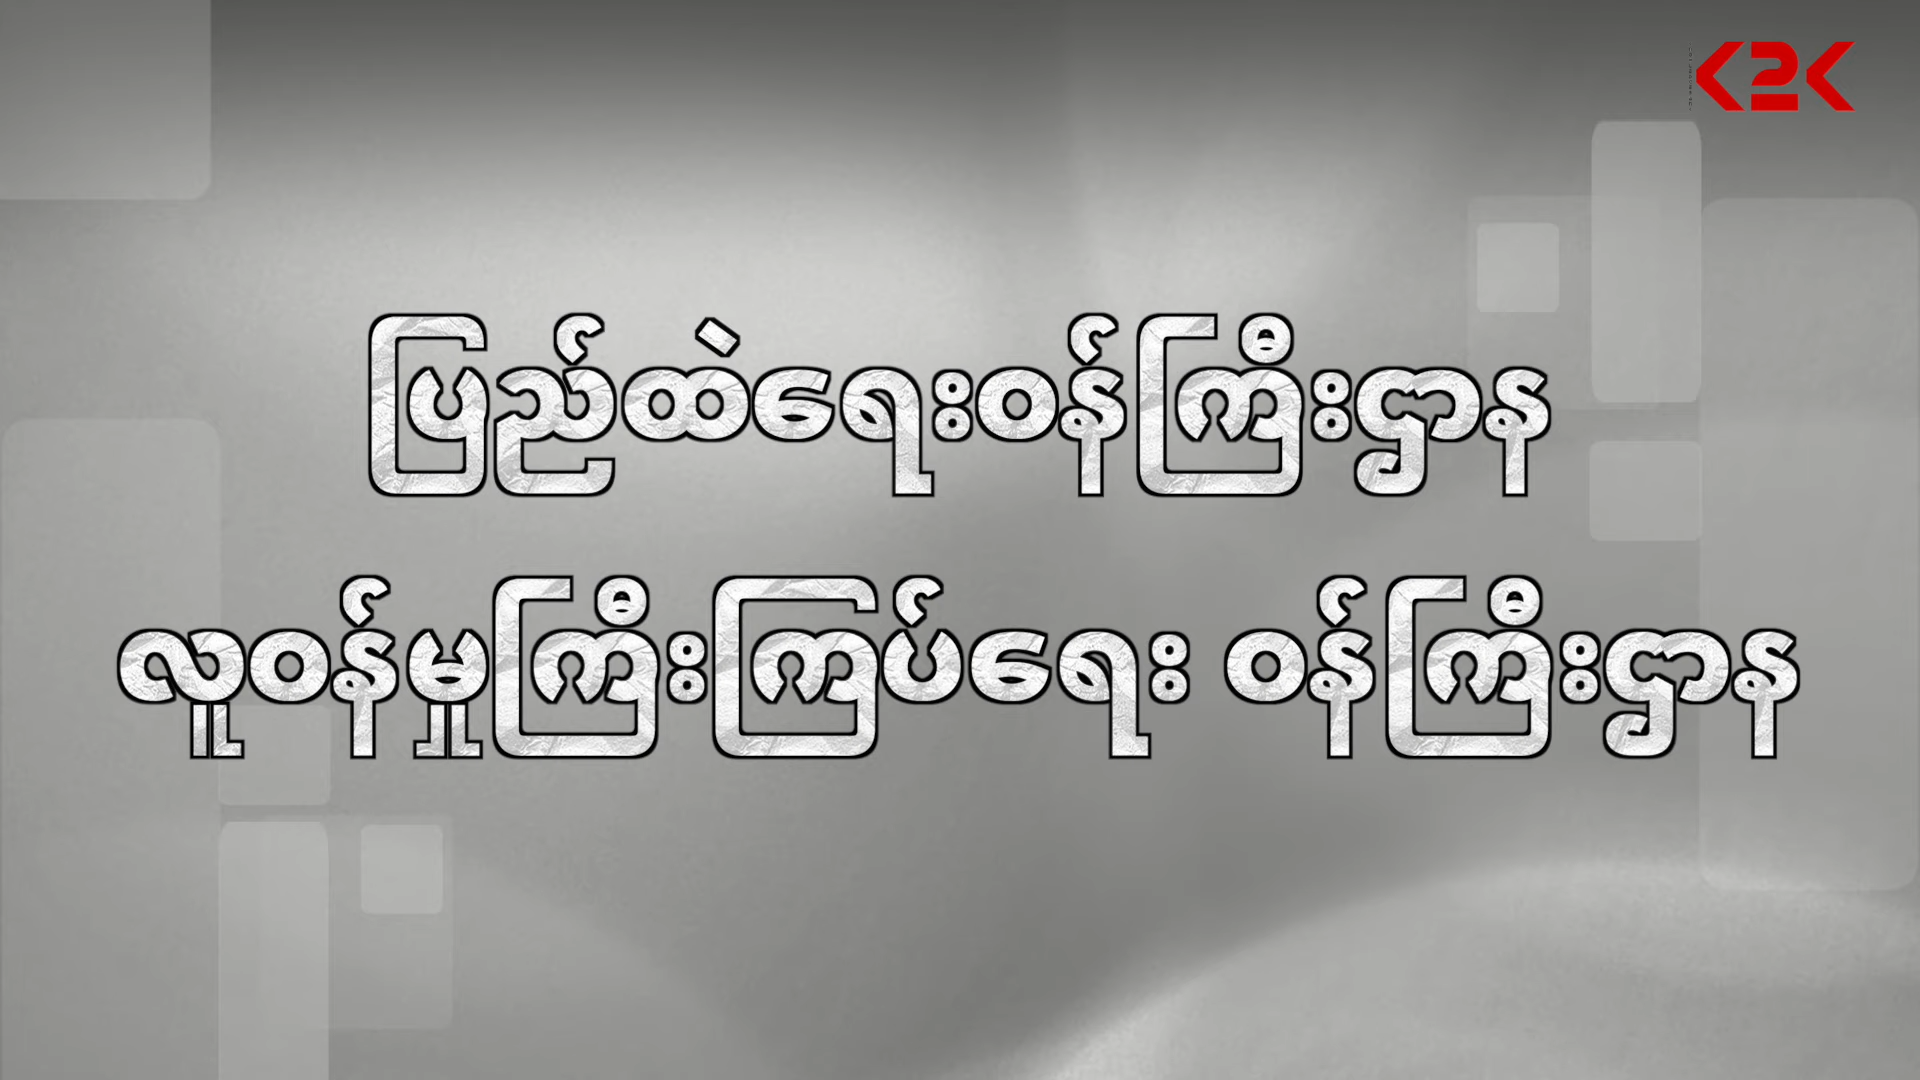 K2K
ပြည်ထဲရေးဝန်ကြီးဌာန
လူဝန်မှုကြီးကြပ်ရေး ဝန်ကြီးဌာန